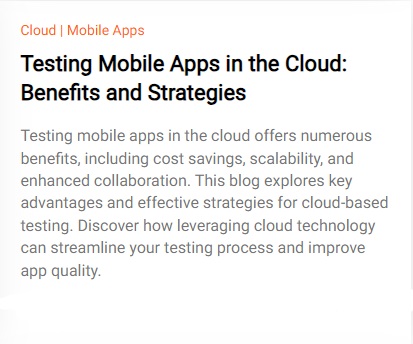 Cloud | Mobile Apps
Testing Mobile Apps in the Cloud:
Benefits and Strategies
Testing mobile apps in the cloud offers numerous
benefits, including cost savings, scalability, and
enhanced collaboration. This blog explores key
advantages and effective strategies for cloud-based
testing. Discover how leveraging cloud technology
can streamline your testing process and improve
app quality.